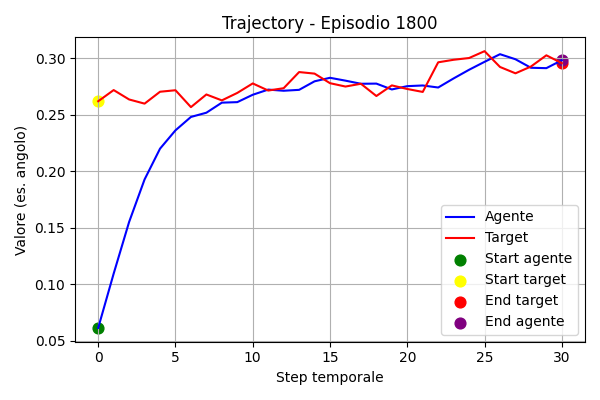 Trajectory - Episodio 1800
Valore (es. angolo)
0.30
0.25
0.20
0.15
0.10
0.05
0
5
10
15
20
25
30
Step temporale
Agente
Target
Start agente
Start target
End target
End agente